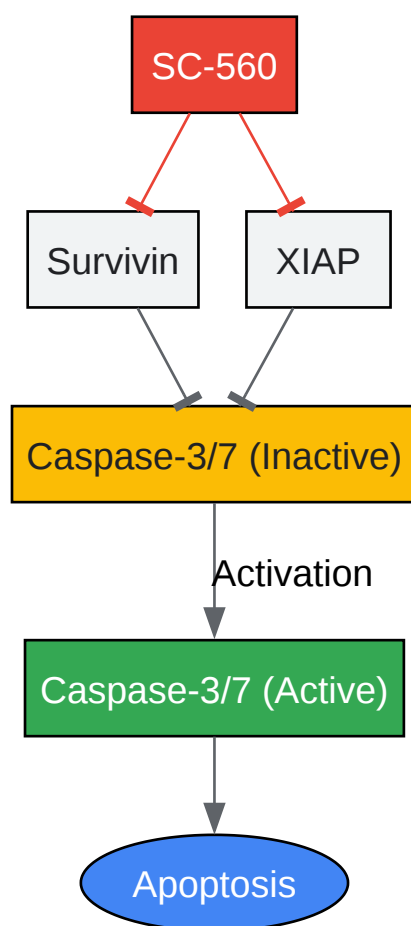 SC-560
Survivin
XIAP
Caspase-3/7 (Inactive)
Activation
Caspase-3/7 (Active)
Apoptosis